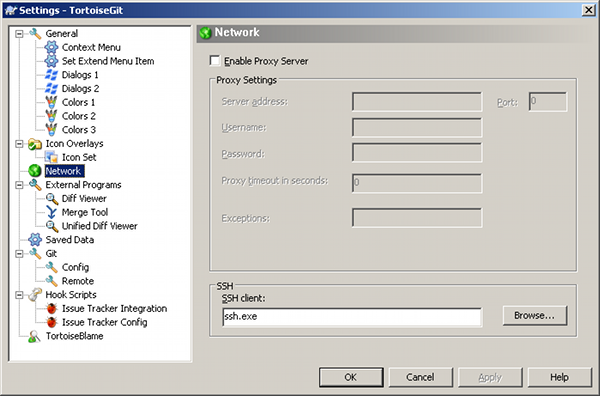 Settings - TortoiseGit
General
Context Menu
Set Extend Menu Item
Dialogs 1
Dialogs 2
Colors 1
Colors 2
Colors 3
Icon Overlays
Icon Set
Network
External Programs
Diff Viewer
Merge Tool
Unified Diff Viewer
Saved Data
Git
Config
Remote
Hook Scripts
Issue Tracker Integration
Issue Tracker Config
TortoiseBlame
Network
Enable Proxy Server
Proxy Settings
Server address: Port: 0
Username:
Password:
Proxy timeout in seconds: 0
Exceptions:
SSH
SSH client:
ssh.exe Browse...
OK Cancel Apply Help